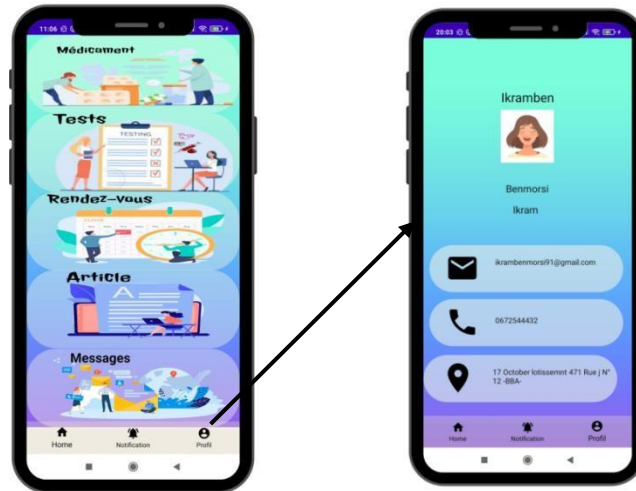 11:06
Médicament
Tests
TESTING
Rendez-vous
Article
A
Messages
Home
Notification
Profil
20:03
Ikramben
Benmorsi
Ikram
ikrambenmorsi91@gmail.com
0672544432
17 October lotissemnt 471 Rue j N°
12 -BBA-
Home
Notification
Profil